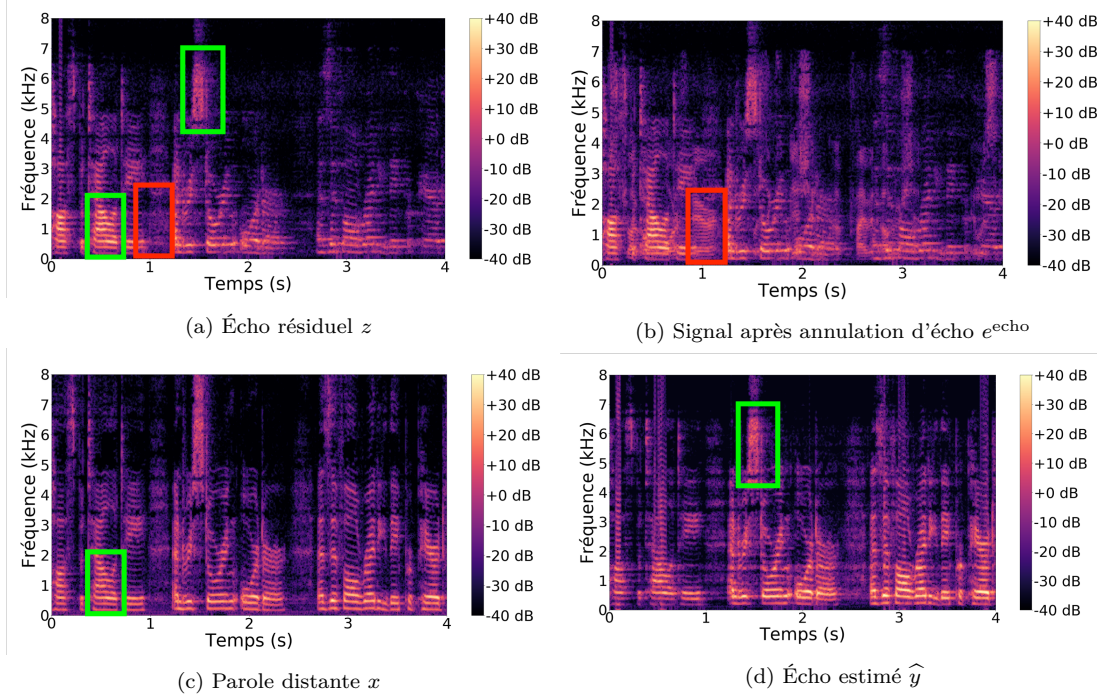 8
7
6
5
4
3
2
1
0
Fréquence (kHz)
0 1 2 3 4
Temps (s)
+40 dB
+30 dB
+20 dB
+10 dB
+0 dB
-10 dB
-20 dB
-30 dB
-40 dB
(a) Écho résiduel z
8
7
6
5
4
3
2
1
0
Fréquence (kHz)
0 1 2 3 4
Temps (s)
+40 dB
+30 dB
+20 dB
+10 dB
+0 dB
-10 dB
-20 dB
-30 dB
-40 dB
(b) Signal après annulation d'écho e^echo
8
7
6
5
4
3
2
1
0
Fréquence (kHz)
0 1 2 3 4
Temps (s)
+40 dB
+30 dB
+20 dB
+10 dB
+0 dB
-10 dB
-20 dB
-30 dB
-40 dB
(c) Parole distante x
8
7
6
5
4
3
2
1
0
Fréquence (kHz)
0 1 2 3 4
Temps (s)
+40 dB
+30 dB
+20 dB
+10 dB
+0 dB
-10 dB
-20 dB
-30 dB
-40 dB
(d) Écho estimé ŷ